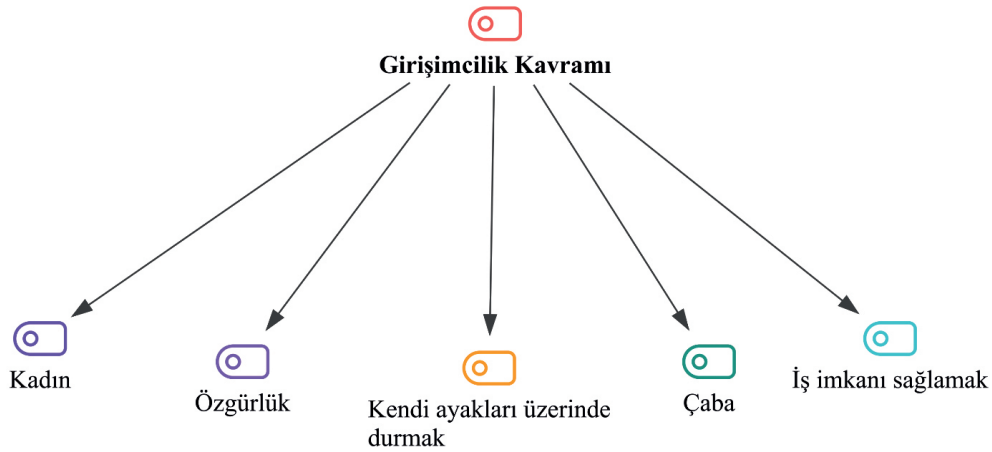 Girişimcilik Kavramı
Kadın
Özgürlük
Kendi ayakları üzerinde
durmak
Çaba
İş imkanı sağlamak